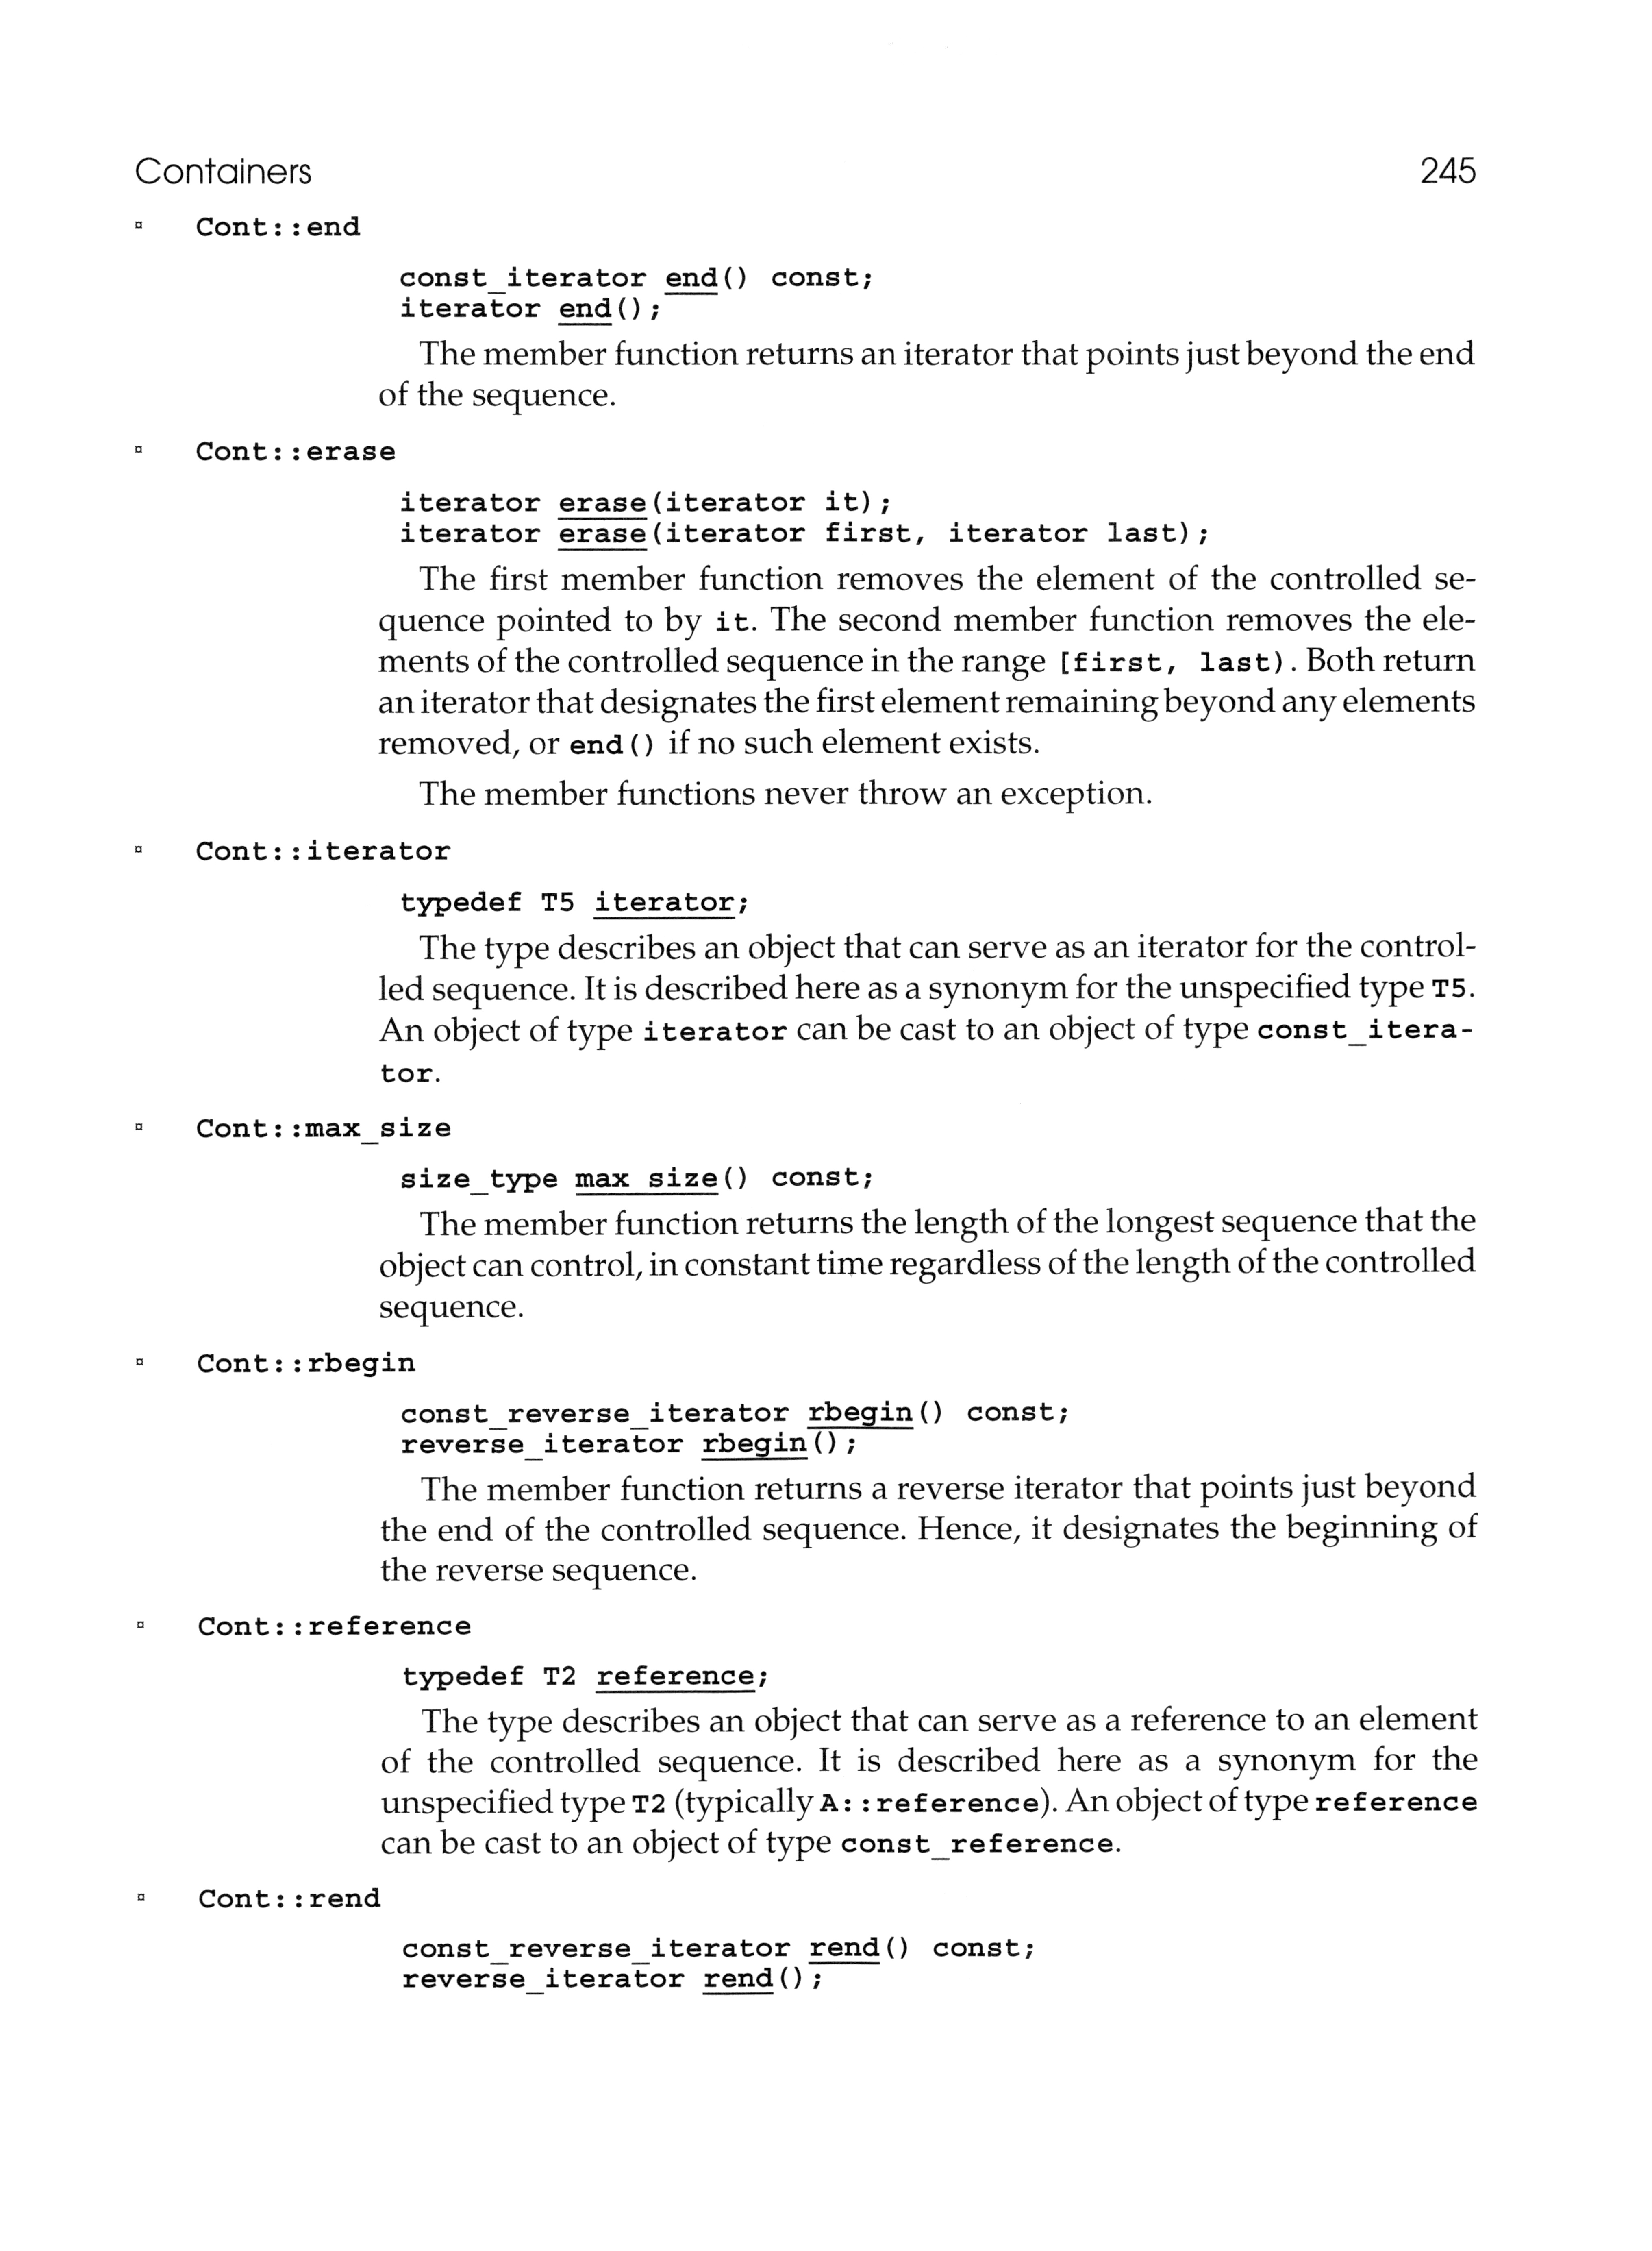 Containers 245
▫ Cont::end
const_iterator end() const;
iterator end();
The member function returns an iterator that points just beyond the end
of the sequence.
▫ Cont::erase
iterator erase(iterator it);
iterator erase(iterator first, iterator last);
The first member function removes the element of the controlled se-
quence pointed to by it. The second member function removes the ele-
ments of the controlled sequence in the range [first, last). Both return
an iterator that designates the first element remaining beyond any elements
removed, or end() if no such element exists.
The member functions never throw an exception.
▫ Cont::iterator
typedef T5 iterator;
The type describes an object that can serve as an iterator for the control-
led sequence. It is described here as a synonym for the unspecified type T5.
An object of type iterator can be cast to an object of type const_itera-
tor.
▫ Cont::max_size
size_type max_size() const;
The member function returns the length of the longest sequence that the
object can control, in constant time regardless of the length of the controlled
sequence.
▫ Cont::rbegin
const_reverse_iterator rbegin() const;
reverse_iterator rbegin();
The member function returns a reverse iterator that points just beyond
the end of the controlled sequence. Hence, it designates the beginning of
the reverse sequence.
▫ Cont::reference
typedef T2 reference;
The type describes an object that can serve as a reference to an element
of the controlled sequence. It is described here as a synonym for the
unspecified type T2 (typically A::reference). An object of type reference
can be cast to an object of type const_reference.
▫ Cont::rend
const_reverse_iterator rend() const;
reverse_iterator rend();